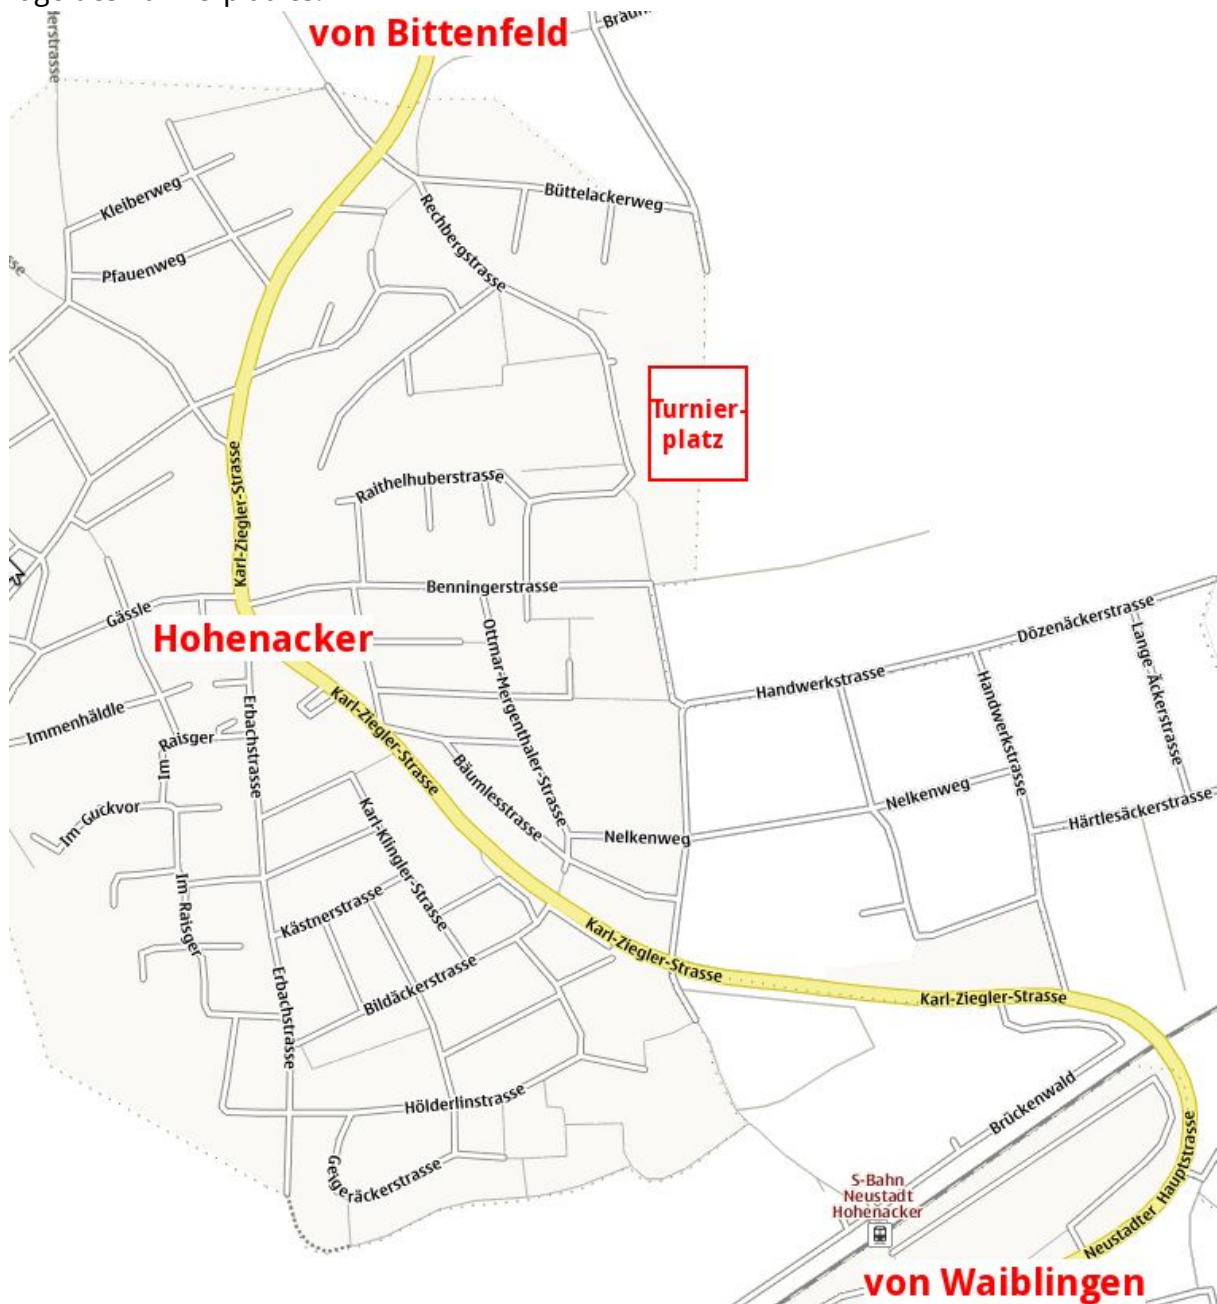 von Bittenfeld
Büttelackerweg
Kleiberweg
Rechbergstrasse
Pfauenweg
Turnier-
platz
Karl-Ziegler-Strasse
Raithelhuberstrasse
Benningerstrasse
Gässle
Hohenacker
Ottmar-Mergenthaler-Strasse
Dözenäckerstrasse
Lange-Äckerstrasse
Handwerkstrasse
Handwerkstrasse
Immenhäldle
Erbachstrasse
Karl-Ziegler-Strasse
Raisger
Im-
Bäumlesstrasse
Nelkenweg
Härtlesäckerstrasse
Im-Guckvor
Karl-Klingler-Strasse
Nelkenweg
Im-Raisger
Kästnerstrasse
Karl-Ziegler-Strasse
Bildäckerstrasse
Erbachstrasse
Karl-Ziegler-Strasse
Hölderlinstrasse
Brückenwald
Neustadter Hauptstrasse
S-Bahn
Neustadt
Hohenacker
von Waiblingen